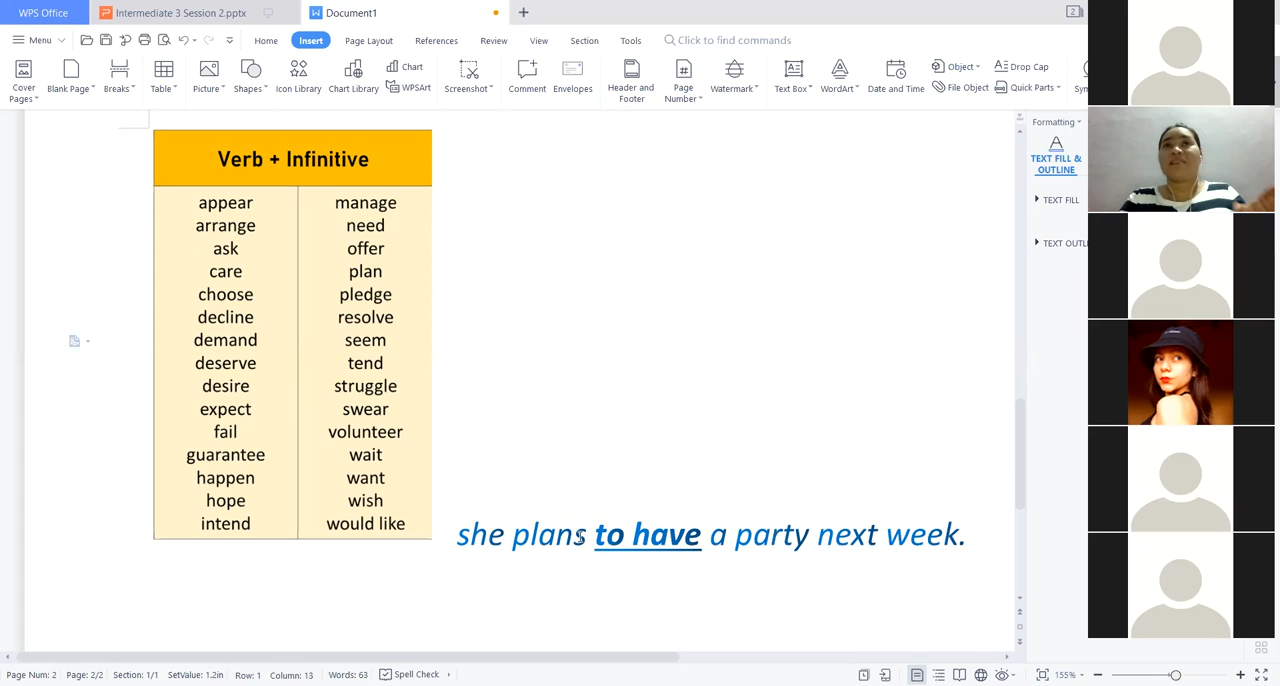 WPS Office
Intermediate 3 Session 2.pptx
Document1
2
Menu
Home
Insert
Page Layout
References
Review
View
Section
Tools
Click to find commands
Cover Pages
Blank Page
Breaks
Table
Picture
Shapes
Icon Library
Chart Library
Chart
WPSArt
Screenshot
Comment
Envelopes
Header and Footer
Page Number
Watermark
Text Box
WordArt
Date and Time
Object
File Object
Drop Cap
Quick Parts
Formatting
TEXT FILL &
OUTLINE
TEXT FILL
Verb + Infinitive
appear manage
arrange need
ask offer
care plan
choose pledge
decline resolve
demand seem
deserve tend
desire struggle
expect swear
fail volunteer
guarantee wait
happen want
hope wish
intend would like
she plans to have a party next week.
Page Num: 2 Page: 2/2 Section: 1/1 SetValue: 1.2in Row: 1 Column: 13 Words: 63 Spell Check 155%